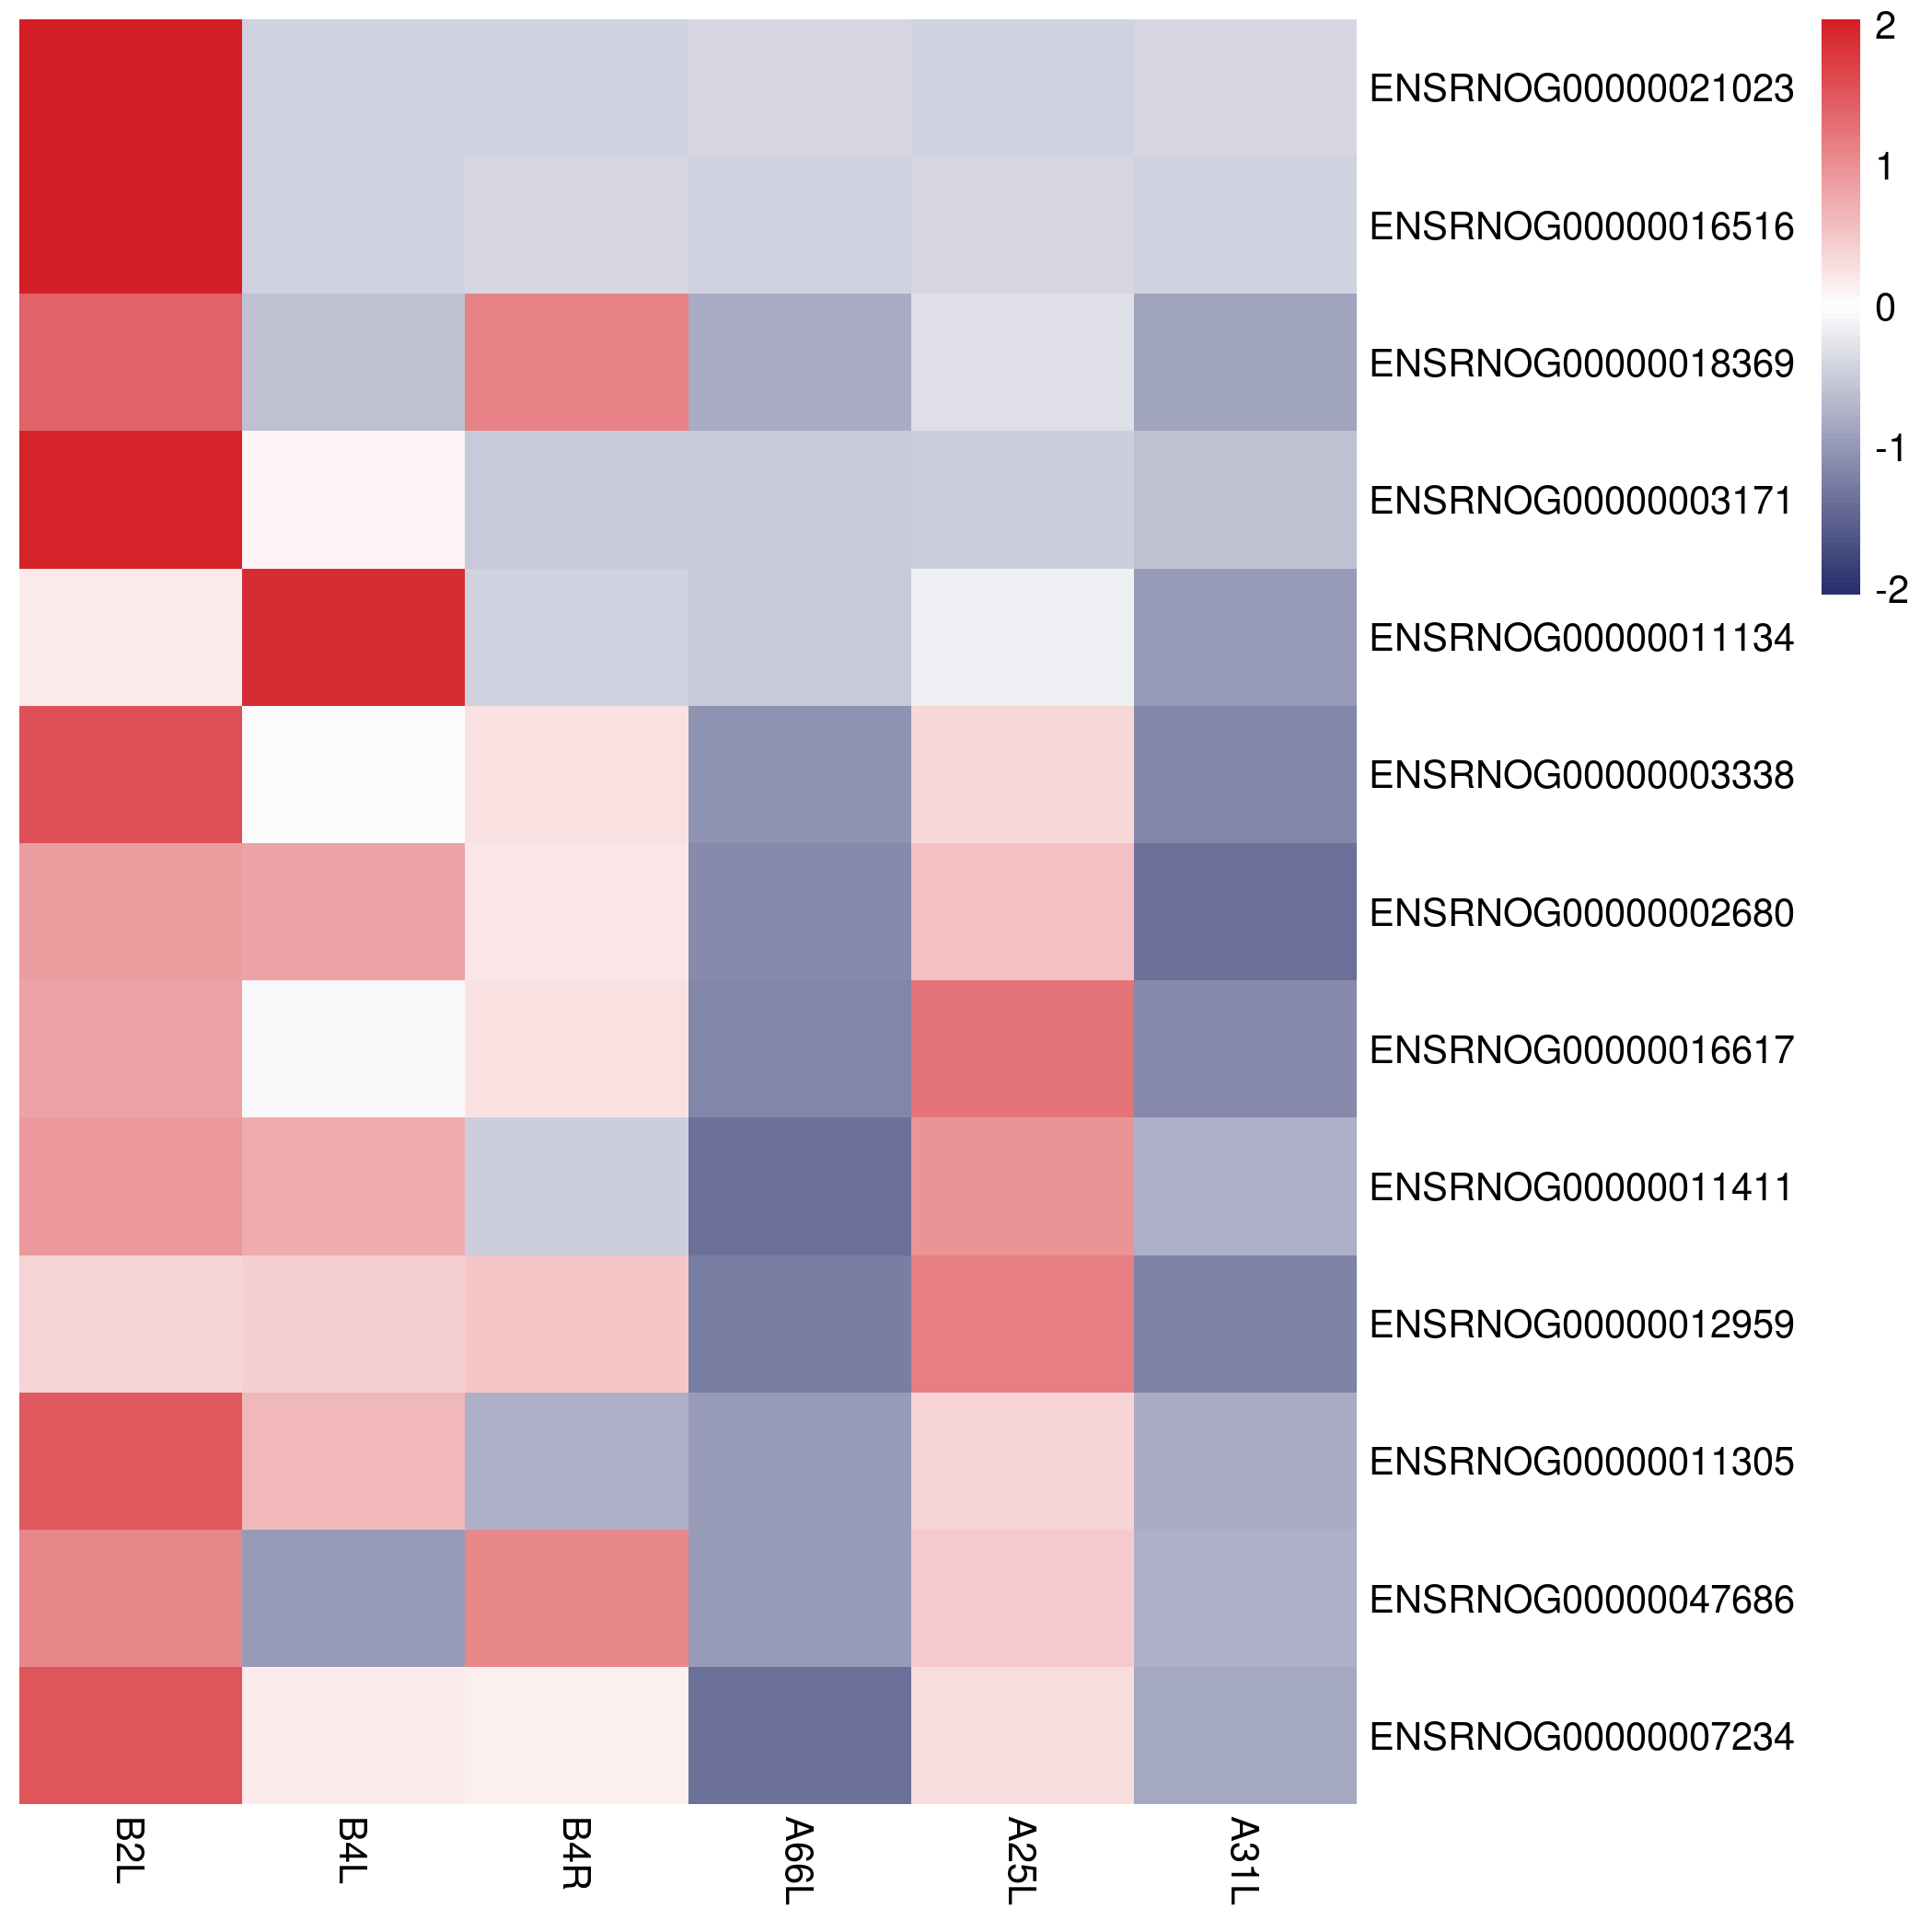 2
1
0
-1
-2
ENSRNOG00000021023
ENSRNOG00000016516
ENSRNOG00000018369
ENSRNOG00000003171
ENSRNOG00000011134
ENSRNOG00000003338
ENSRNOG00000002680
ENSRNOG00000016617
ENSRNOG00000011411
ENSRNOG00000012959
ENSRNOG00000011305
ENSRNOG00000047686
ENSRNOG00000007234
B2L
B4L
B4R
A66L
A25L
A31L